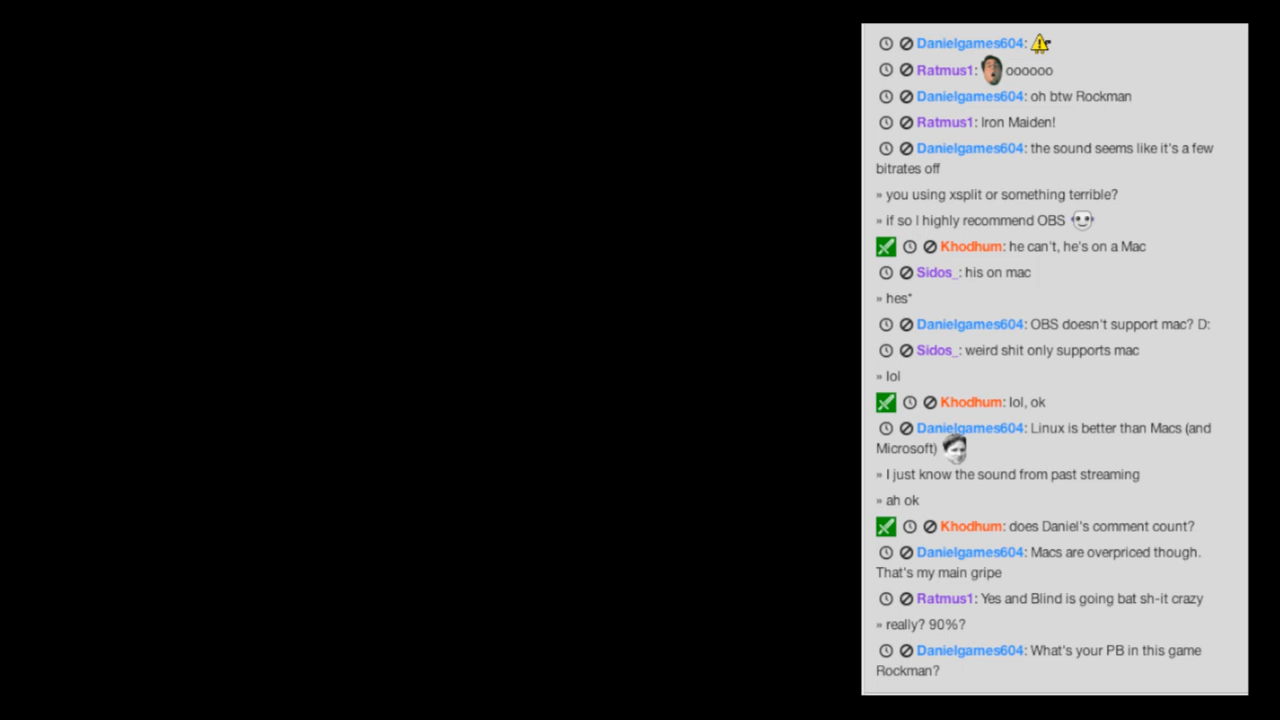 Danielgames604:
Ratmus1: oooooo
Danielgames604: oh btw Rockman
Ratmus1: Iron Maiden!
Danielgames604: the sound seems like it's a few
bitrates off
» you using xsplit or something terrible?
» if so I highly recommend OBS
Khodhum: he can't, he's on a Mac
Sidos_: his on mac
» hes*
Danielgames604: OBS doesn't support mac? D:
Sidos_: weird shit only supports mac
» lol
Khodhum: lol, ok
Danielgames604: Linux is better than Macs (and
Microsoft)
» I just know the sound from past streaming
» ah ok
Khodhum: does Daniel's comment count?
Danielgames604: Macs are overpriced though.
That's my main gripe
Ratmus1: Yes and Blind is going bat sh-it crazy
» really? 90%?
Danielgames604: What's your PB in this game
Rockman?